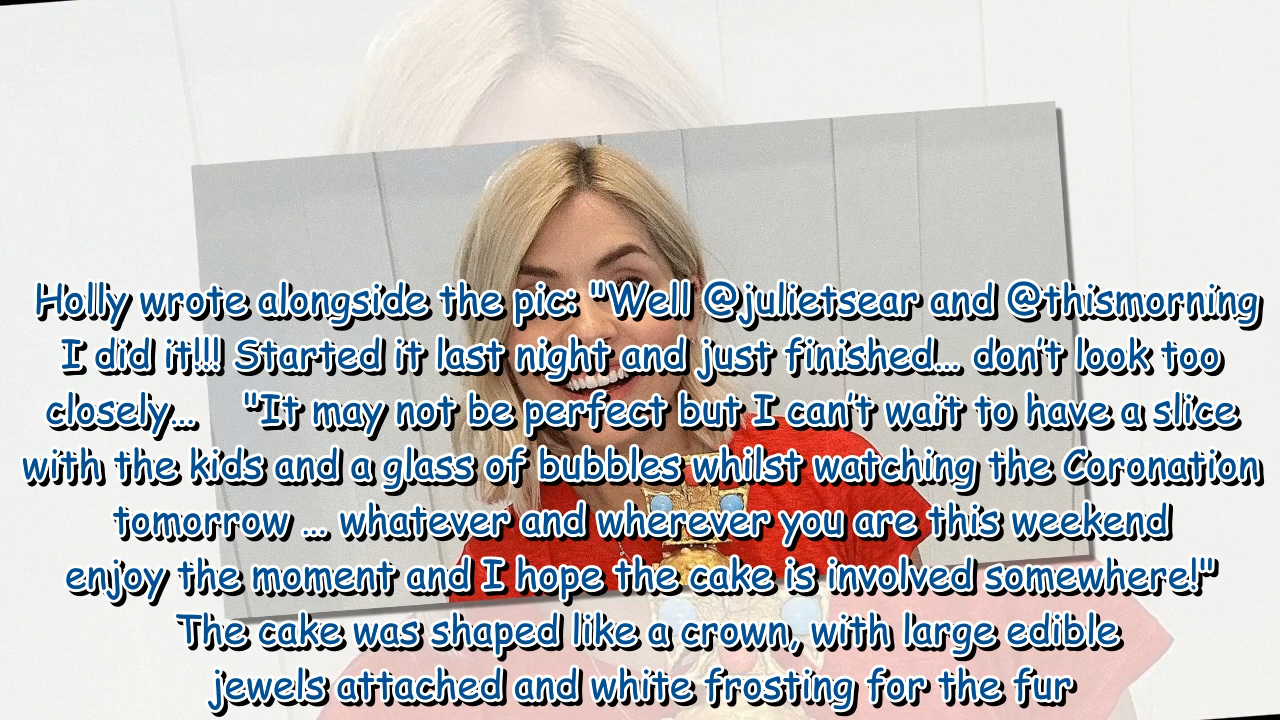 Holly wrote alongside the pic: "Well @julietsear and @thismorning
I did it!!! Started it last night and just finished... don't look too
closely... "It may not be perfect but I can't wait to have a slice
with the kids and a glass of bubbles whilst watching the Coronation
tomorrow ... whatever and wherever you are this weekend
enjoy the moment and I hope the cake is involved somewhere!"
The cake was shaped like a crown, with large edible
jewels attached and white frosting for the fur